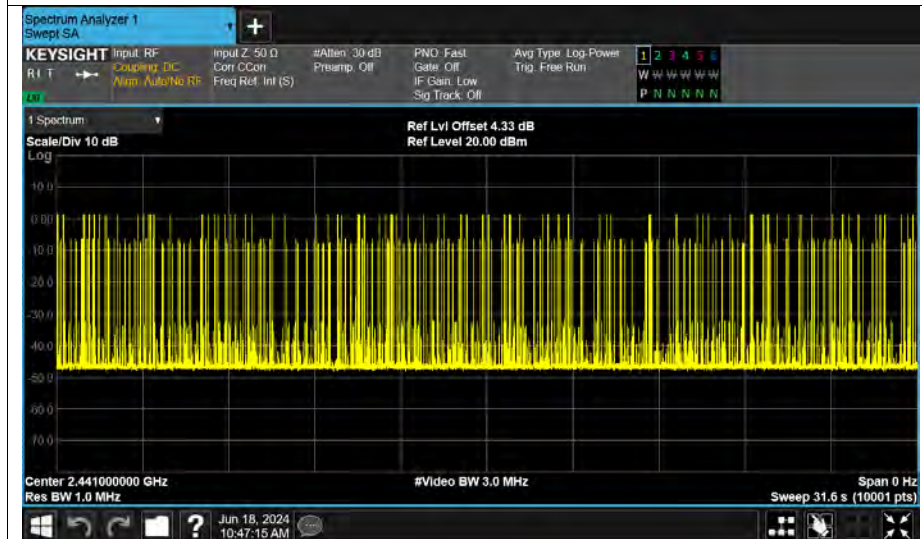 Spectrum Analyzer 1
Swept SA
+
KEYSIGHT Input: RF Input Z: 50 Ω #Atten: 30 dB PNO: Fast Avg Type: Log-Power 1 2 3 4 5 6
R L T Coupling: DC Corr CCorr Preamp: Off Gate: Off Trig: Free Run W W W W W W
Align: Auto/No RF Freq Ref: Int (S) IF Gain: Low P N N N N N
Sig Track: Off
1 Spectrum
Ref Lvl Offset 4.33 dB
Scale/Div 10 dB Ref Level 20.00 dBm
Log
10.0
0.00
-10.0
-20.0
-30.0
-40.0
-50.0
-60.0
-70.0
Center 2.441000000 GHz #Video BW 3.0 MHz Span 0 Hz
Res BW 1.0 MHz Sweep 31.6 s (10001 pts)
? Jun 18, 2024
10:47:15 AM